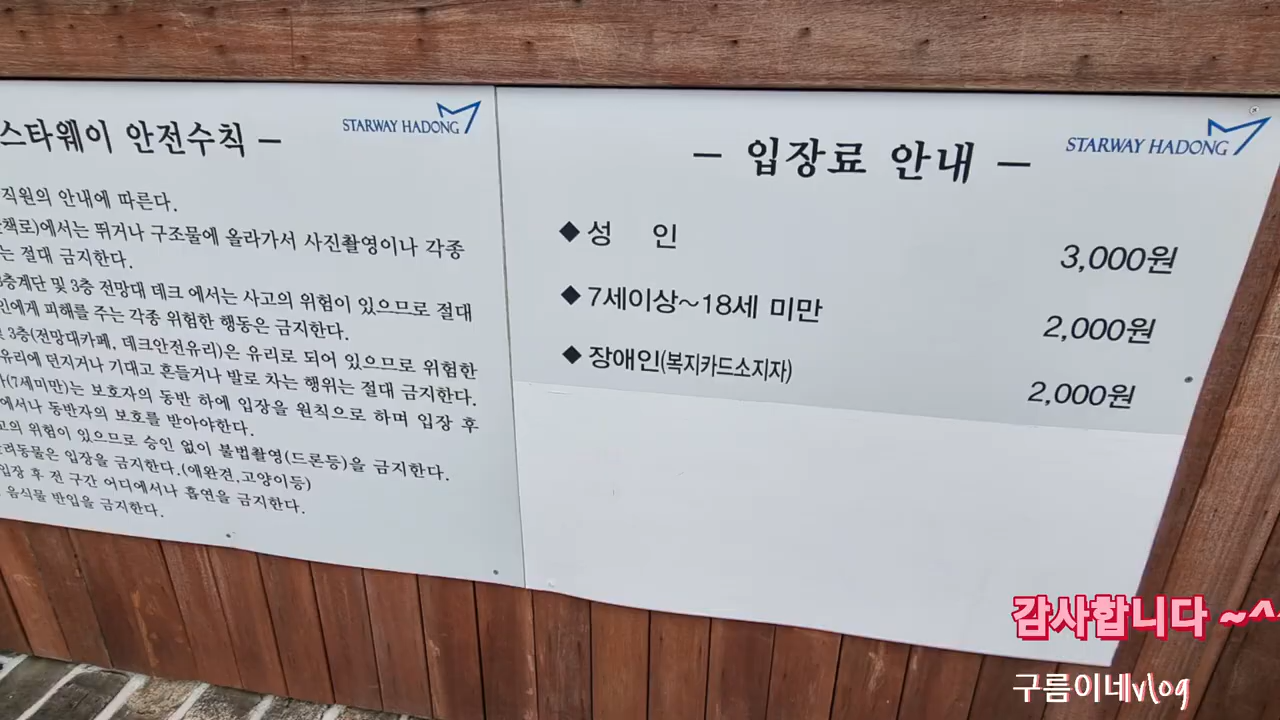 스타웨이 안전수칙 –
STARWAY HADONG
직원의 안내에 따른다.
책로)에서는 뛰거나 구조물에 올라가서 사진촬영이나 각종
는 절대 금지한다.
3층계단 및 3층 전망대 데크 에서는 사고의 위험이 있으므로 절대
인에게 피해를 주는 각종 위험한 행동은 금지한다.
및 3층(전망대카페, 데크안전유리)은 유리로 되어 있으므로 위험한
유리에 던지거나 기대고 흔들거나 발로 차는 행위는 절대 금지한다.
(7세미만)는 보호자의 동반 하에 입장을 원칙으로 하며 입장 후
에서나 동반자의 보호를 받아야한다.
고의 위험이 있으므로 승인 없이 불법촬영(드론등)을 금지한다.
려동물은 입장을 금지한다.(애완견,고양이등)
입장 후 전 구간 어디에서나 흡연을 금지한다.
음식물 반입을 금지한다.
– 입장료 안내 –
STARWAY HADONG
◆ 성 인 3,000원
◆ 7세이상~18세 미만 2,000원
◆ 장애인(복지카드소지자) 2,000원
감사합니다 ~^
구름이네vlog